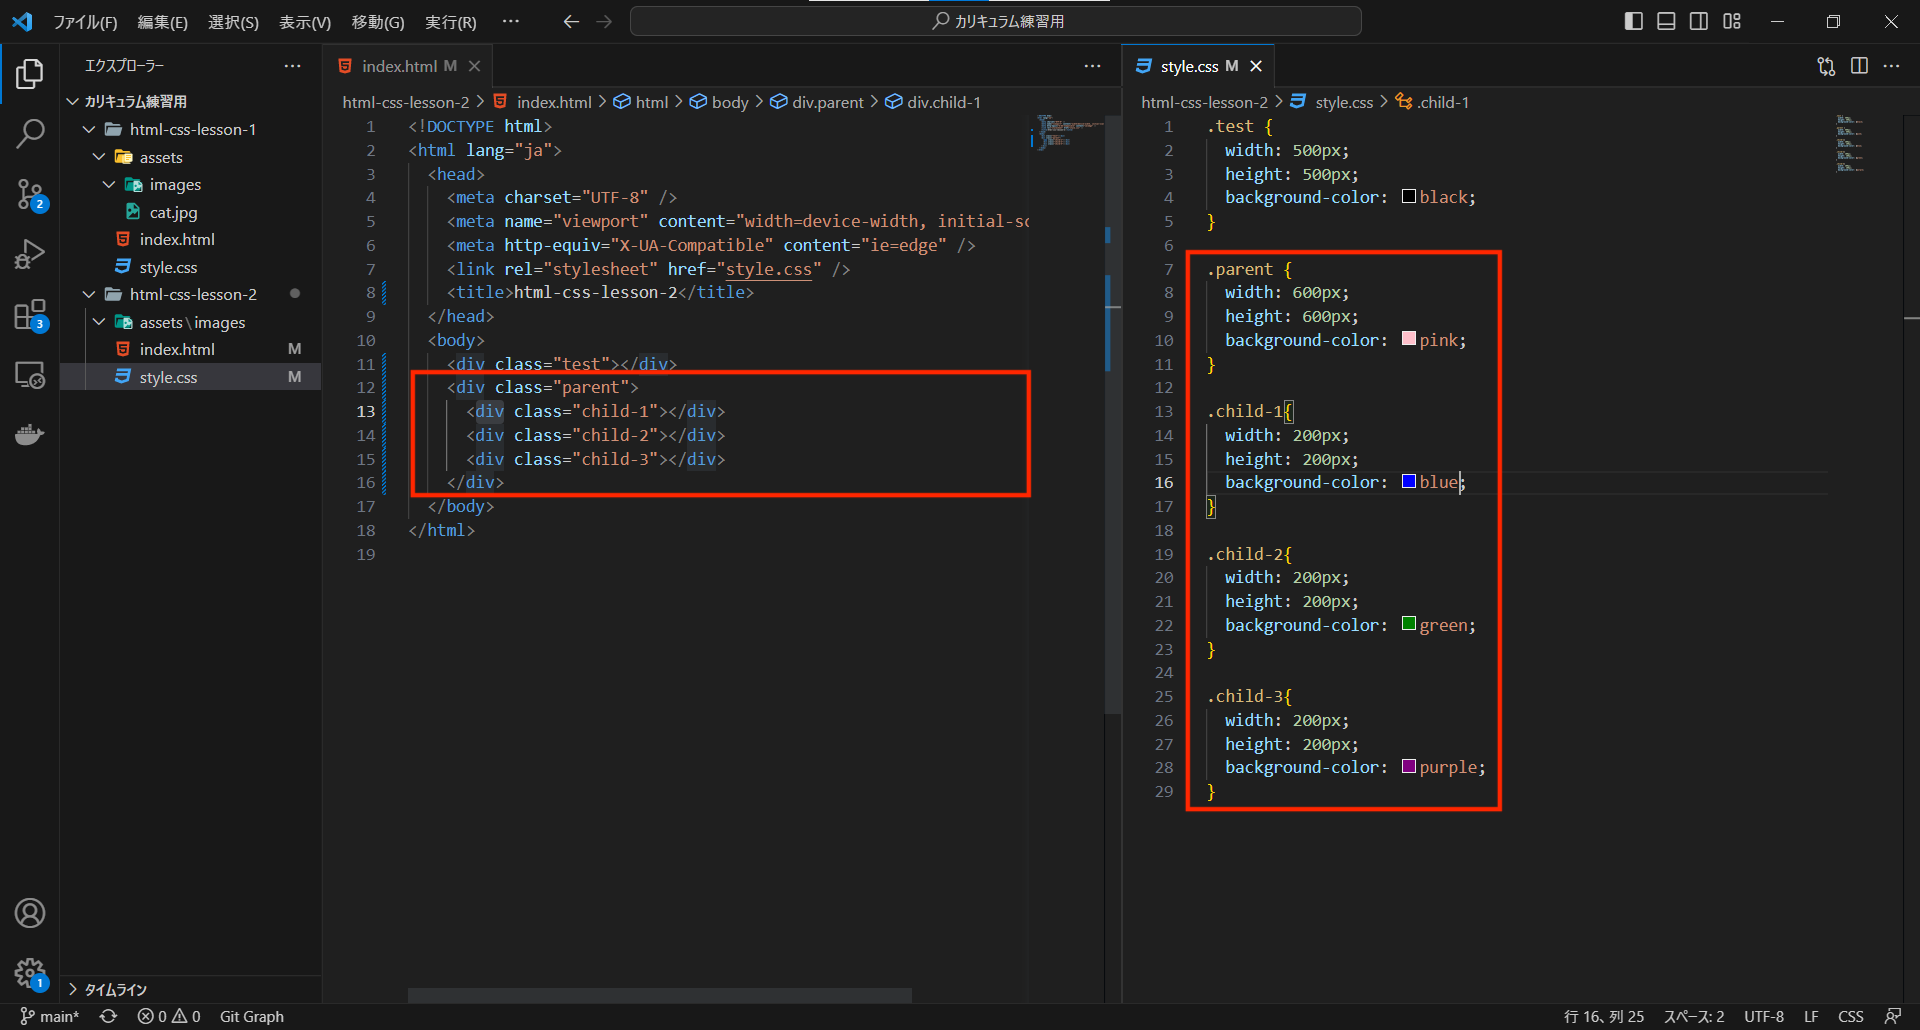 ファイル(F) 編集(E) 選択(S) 表示(V) 移動(G) 実行(R) ··· カリキュラム練習用
エクスプローラー ···
カリキュラム練習用
html-css-lesson-1
assets
images
cat.jpg
index.html
style.css
html-css-lesson-2
assets\images
index.html M
style.css M
タイムライン
2
3
1
index.html M
html-css-lesson-2 > index.html > html > body > div.parent > div.child-1
1 <!DOCTYPE html>
2 <html lang="ja">
3 <head>
4 <meta charset="UTF-8" />
5 <meta name="viewport" content="width=device-width, initial-sc
6 <meta http-equiv="X-UA-Compatible" content="ie=edge" />
7 <link rel="stylesheet" href="style.css" />
8 <title>html-css-lesson-2</title>
9 </head>
10 <body>
11 <div class="test"></div>
12 <div class="parent">
13 <div class="child-1"></div>
14 <div class="child-2"></div>
15 <div class="child-3"></div>
16 </div>
17 </body>
18 </html>
19
style.css M
html-css-lesson-2 > style.css > .child-1
1 .test {
2 width: 500px;
3 height: 500px;
4 background-color: black;
5 }
6
7 .parent {
8 width: 600px;
9 height: 600px;
10 background-color: pink;
11 }
12
13 .child-1{
14 width: 200px;
15 height: 200px;
16 background-color: blue;
17 }
18
19 .child-2{
20 width: 200px;
21 height: 200px;
22 background-color: green;
23 }
24
25 .child-3{
26 width: 200px;
27 height: 200px;
28 background-color: purple;
29 }
main* 0 0 Git Graph 行 16、列 25 スペース: 2 UTF-8 LF CSS